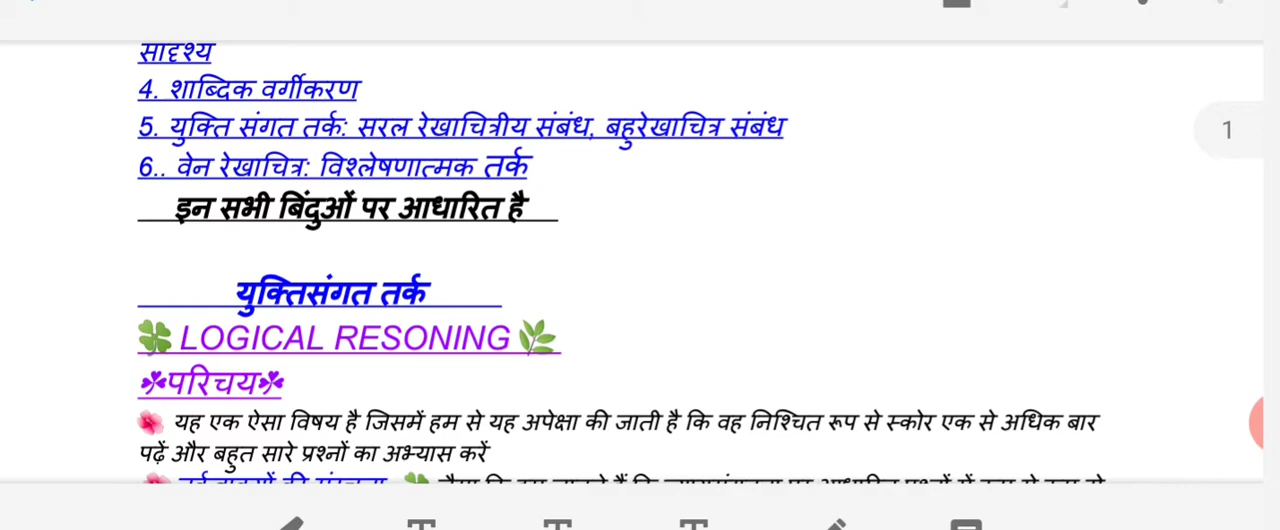 सादृश्य
4. शाब्दिक वर्गीकरण
5. युक्ति संगत तर्क: सरल रेखाचित्रीय संबंध, बहुरेखाचित्र संबंध
6.. वेन रेखाचित्र: विश्लेषणात्मक तर्क
इन सभी बिंदुओं पर आधारित है
1
युक्तिसंगत तर्क
🍀 LOGICAL RESONING 🌿
☘परिचय☘
🌺 यह एक ऐसा विषय है जिसमें हम से यह अपेक्षा की जाती है कि वह निश्चित रूप से स्कोर एक से अधिक बार
पढ़ें और बहुत सारे प्रश्नों का अभ्यास करें